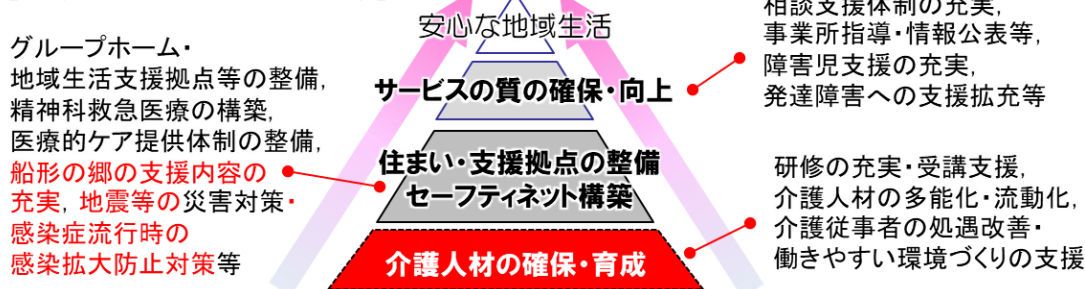 安心な地域生活
グループホーム・
地域生活支援拠点等の整備,
精神科救急医療の構築,
医療的ケア提供体制の整備,
船形の郷の支援内容の
充実, 地震等の災害対策・
感染症流行時の
感染拡大防止対策等
サービスの質の確保・向上
住まい・支援拠点の整備
セーフティネット構築
介護人材の確保・育成
相談支援体制の充実,
事業所指導・情報公表等,
障害児支援の充実,
発達障害への支援拡充等
研修の充実・受講支援,
介護人材の多能化・流動化,
介護従事者の処遇改善・
働きやすい環境づくりの支援